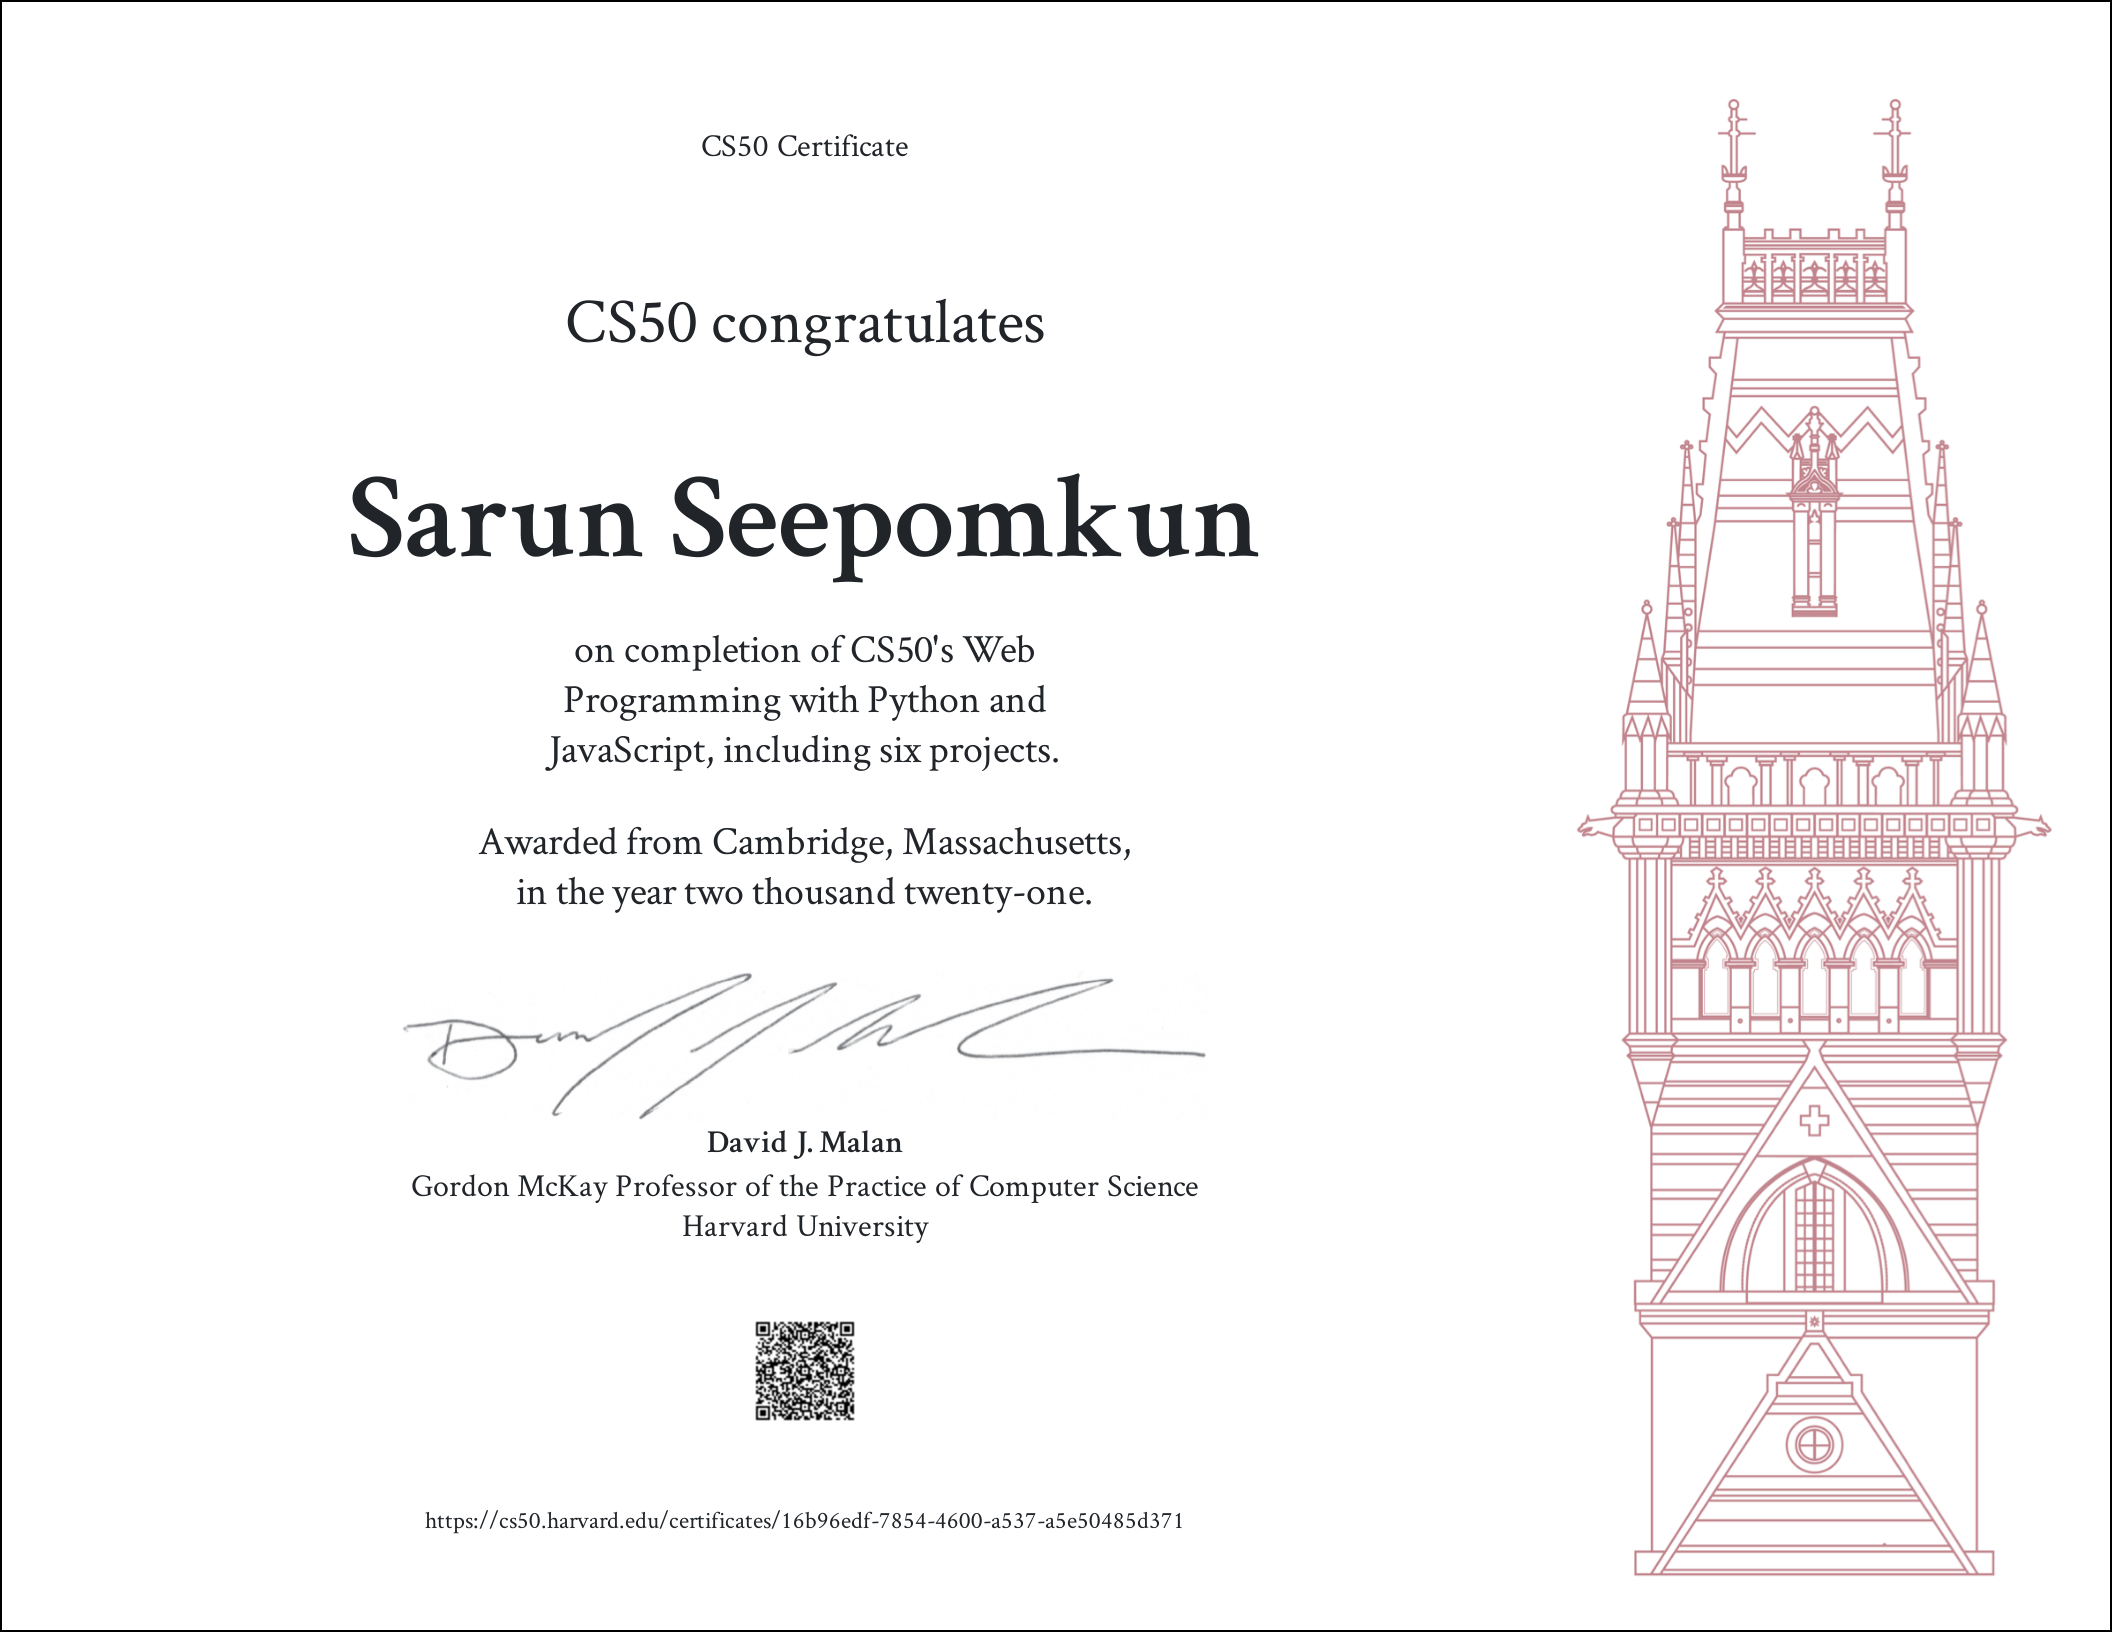 CS50 Certificate
CS50 congratulates
Sarun Seepomkun
on completion of CS50's Web
Programming with Python and
JavaScript, including six projects.
Awarded from Cambridge, Massachusetts,
in the year two thousand twenty-one.
David J. Malan
Gordon McKay Professor of the Practice of Computer Science
Harvard University
https://cs50.harvard.edu/certificates/16b96edf-7854-4600-a537-a5e50485d371